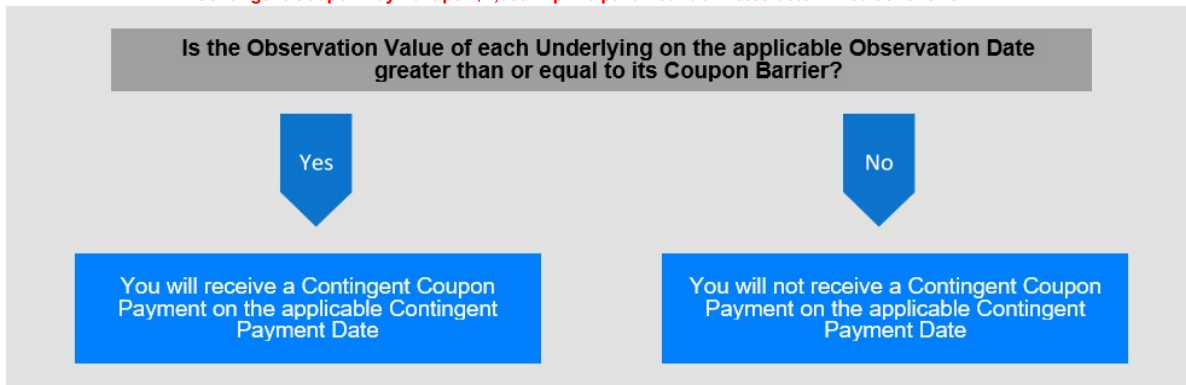 Is the Observation Value of each Underlying on the applicable Observation Date
greater than or equal to its Coupon Barrier?
Yes
No
You will receive a Contingent Coupon
Payment on the applicable Contingent
Payment Date
You will not receive a Contingent Coupon
Payment on the applicable Contingent
Payment Date